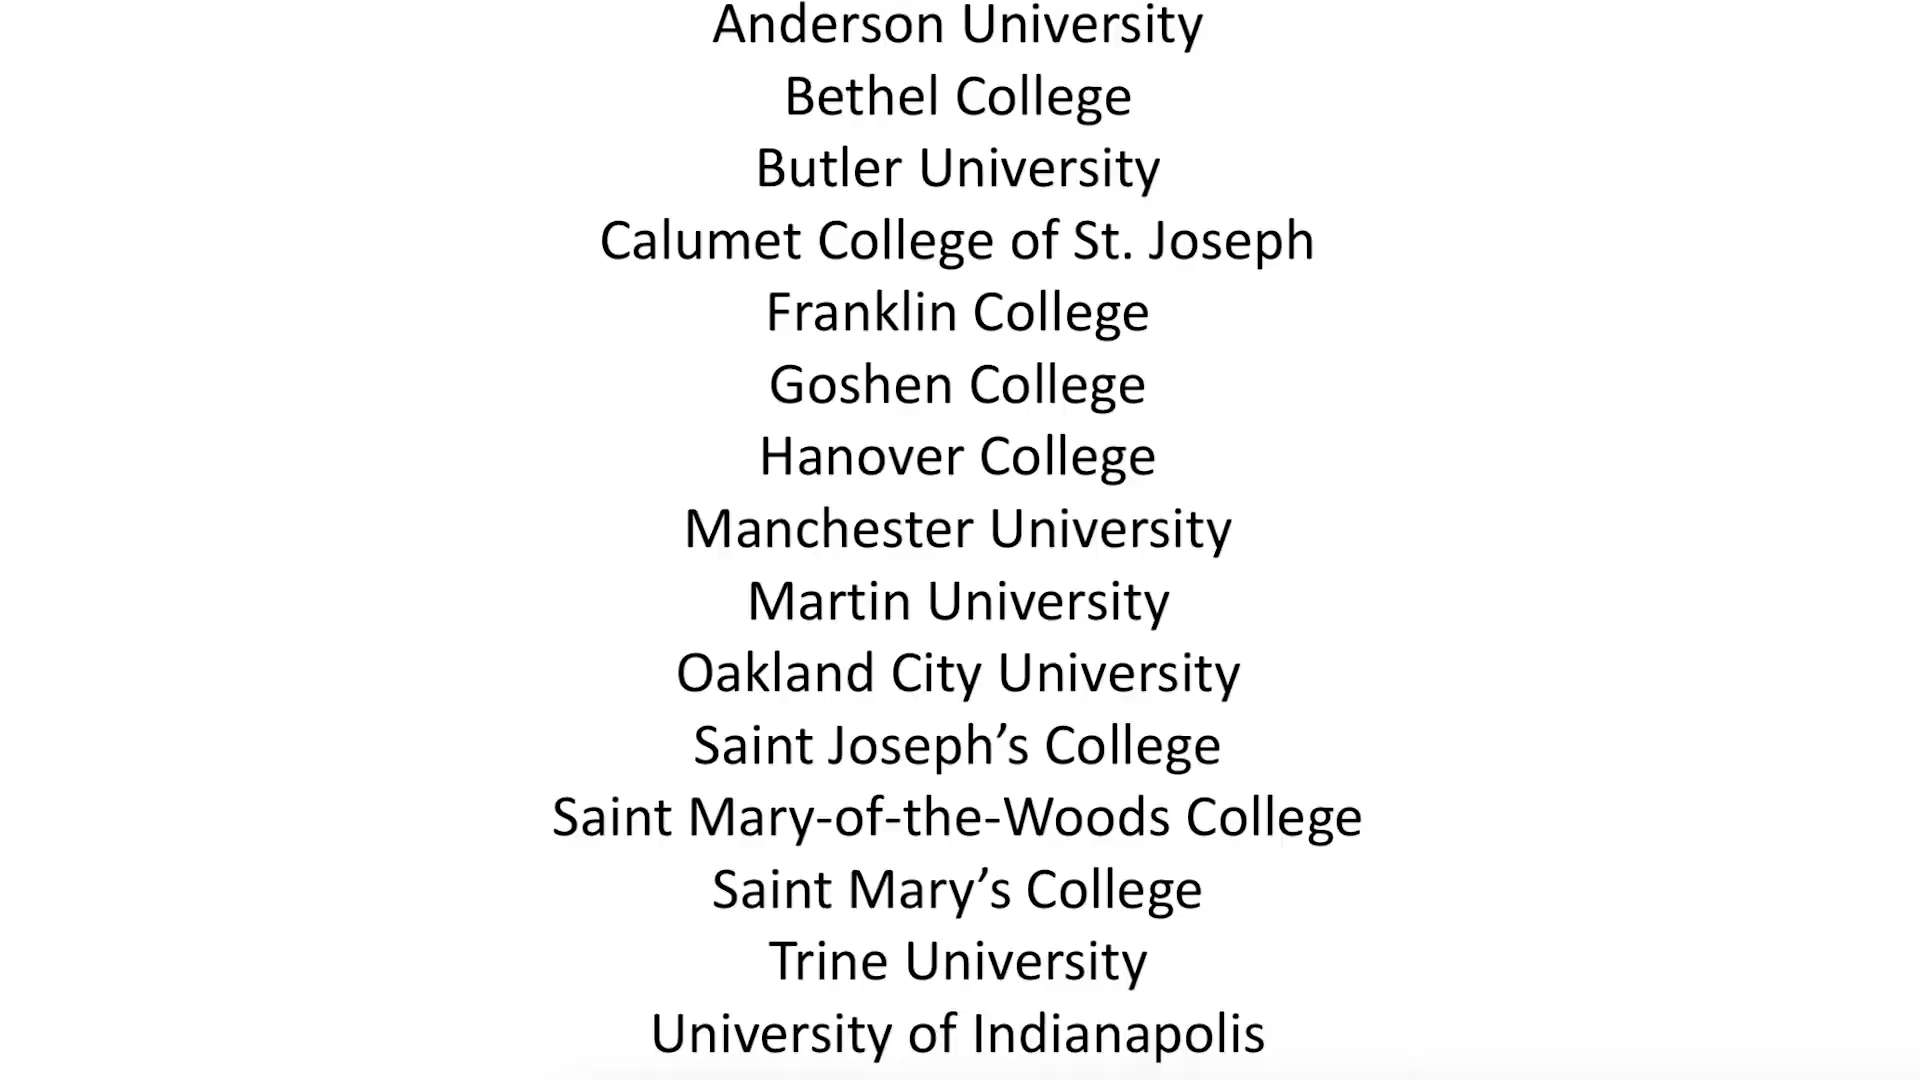 Anderson University
Bethel College
Butler University
Calumet College of St. Joseph
Franklin College
Goshen College
Hanover College
Manchester University
Martin University
Oakland City University
Saint Joseph’s College
Saint Mary-of-the-Woods College
Saint Mary’s College
Trine University
University of Indianapolis